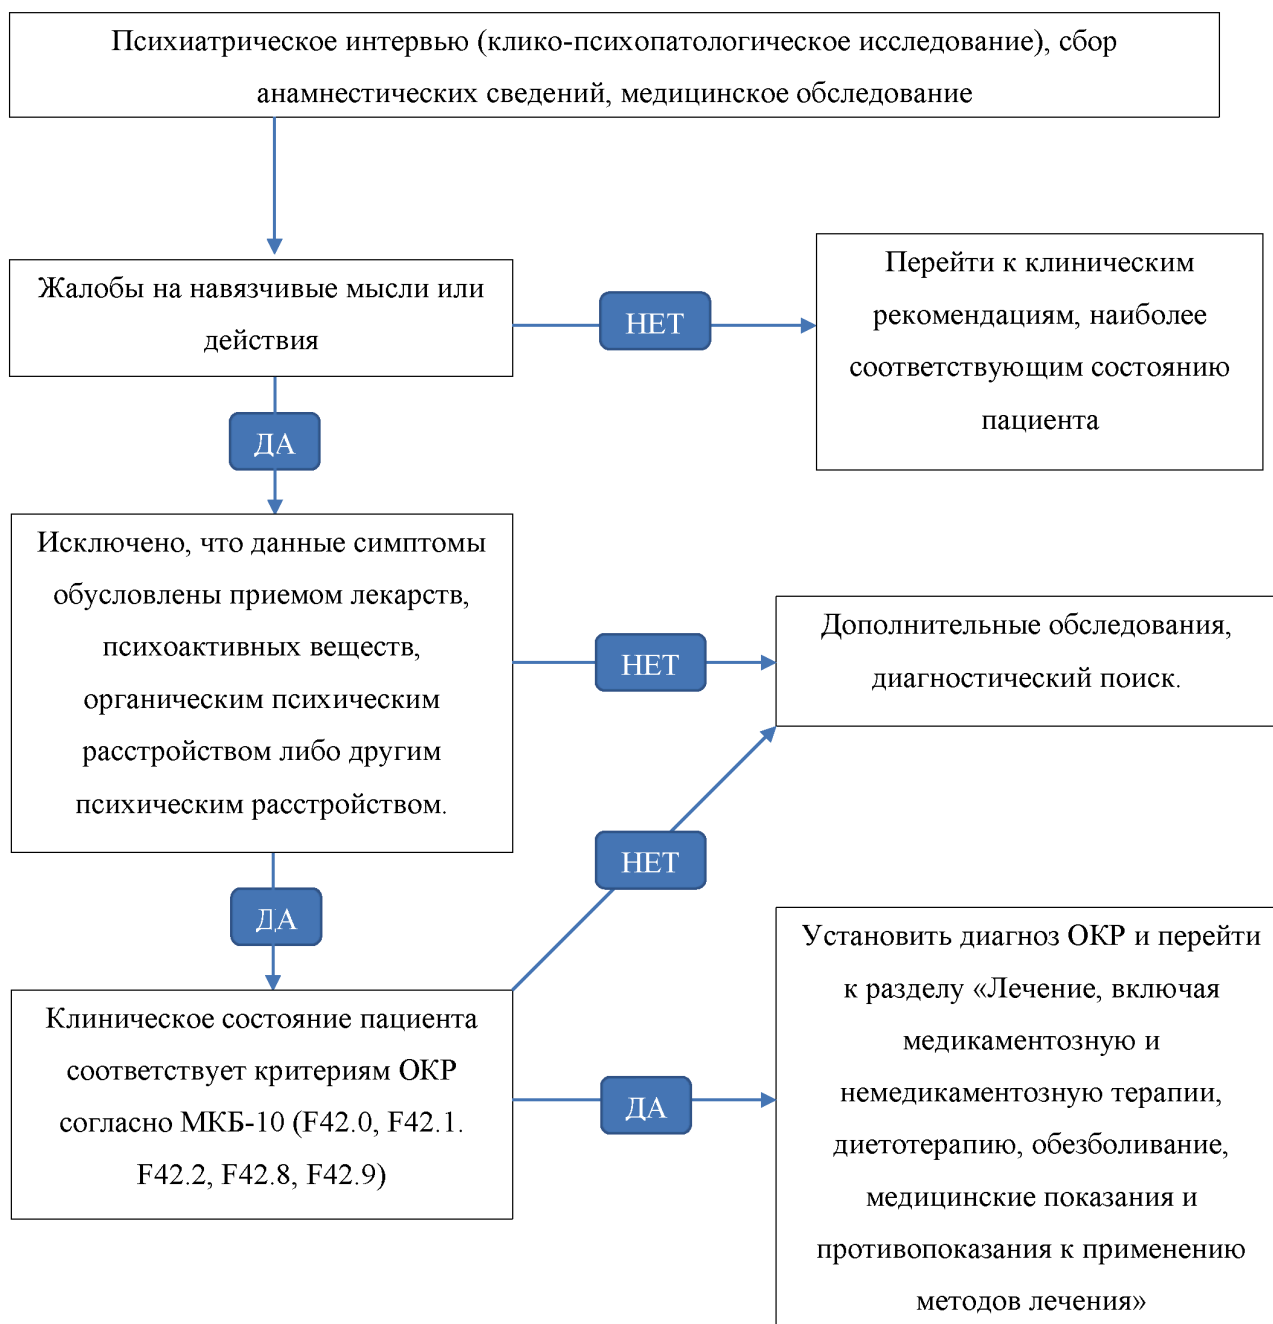 Психиатрическое интервью (клико-психопатологическое исследование), сбор
анамнестических сведений, медицинское обследование
Жалобы на навязчивые мысли или
действия
НЕТ
Перейти к клиническим
рекомендациям, наиболее
соответствующим состоянию
пациента
ДА
Исключено, что данные симптомы
обусловлены приемом лекарств,
психоактивных веществ,
органическим психическим
расстройством либо другим
психическим расстройством.
НЕТ
Дополнительные обследования,
диагностический поиск.
НЕТ
ДА
Клиническое состояние пациента
соответствует критериям ОКР
согласно МКБ-10 (F42.0, F42.1.
F42.2, F42.8, F42.9)
ДА
Установить диагноз ОКР и перейти
к разделу «Лечение, включая
медикаментозную и
немедикаментозную терапии,
диетотерапию, обезболивание,
медицинские показания и
противопоказания к применению
методов лечения»